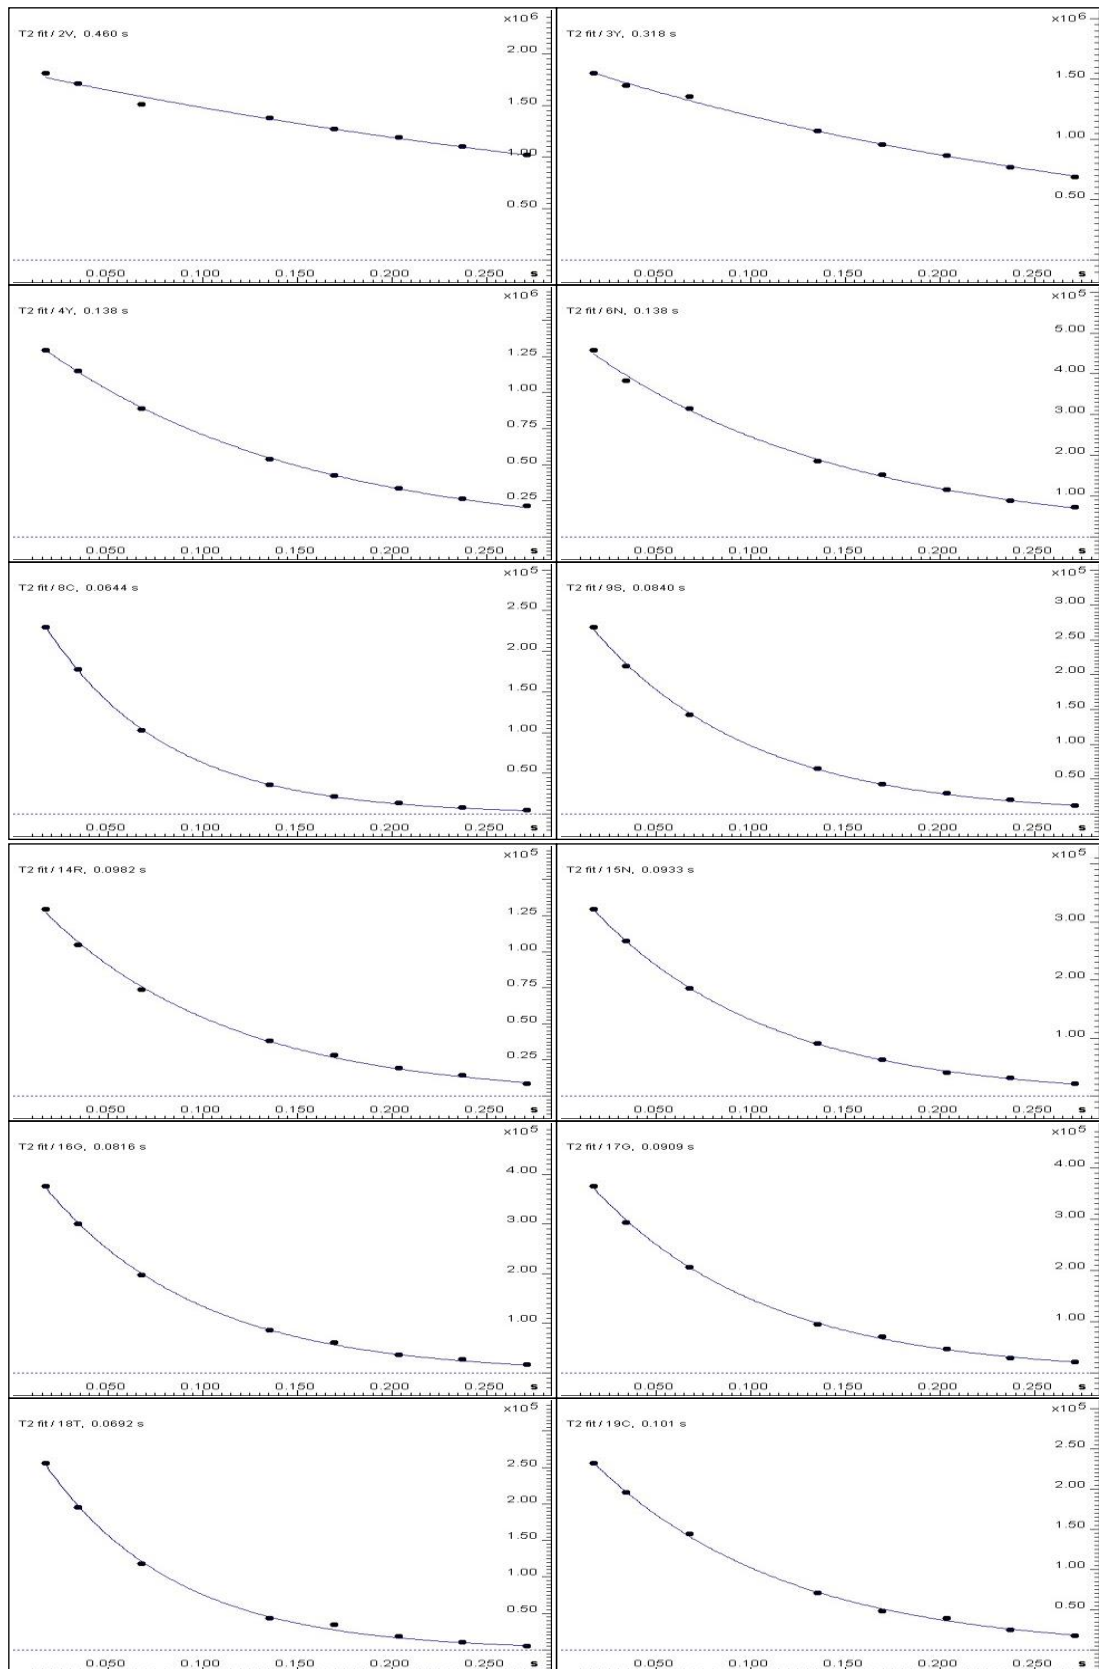 T2 fit / 2V, 0.460 s
x10^6
2.00
1.50
1.00
0.50
0.050 0.100 0.150 0.200 0.250 s
T2 fit / 3Y, 0.318 s
x10^6
1.50
1.00
0.50
0.050 0.100 0.150 0.200 0.250 s
T2 fit / 4Y, 0.138 s
x10^6
1.25
1.00
0.75
0.50
0.25
0.050 0.100 0.150 0.200 0.250 s
T2 fit / 6N, 0.138 s
x10^5
5.00
4.00
3.00
2.00
1.00
0.050 0.100 0.150 0.200 0.250 s
T2 fit / 8C, 0.0644 s
x10^5
2.50
2.00
1.50
1.00
0.50
0.050 0.100 0.150 0.200 0.250 s
T2 fit / 9S, 0.0840 s
x10^5
3.00
2.50
2.00
1.50
1.00
0.50
0.050 0.100 0.150 0.200 0.250 s
T2 fit / 14R, 0.0982 s
x10^5
1.25
1.00
0.75
0.50
0.25
0.050 0.100 0.150 0.200 0.250 s
T2 fit / 15N, 0.0933 s
x10^5
3.00
2.00
1.00
0.050 0.100 0.150 0.200 0.250 s
T2 fit / 16G, 0.0816 s
x10^5
4.00
3.00
2.00
1.00
0.050 0.100 0.150 0.200 0.250 s
T2 fit / 17G, 0.0909 s
x10^5
4.00
3.00
2.00
1.00
0.050 0.100 0.150 0.200 0.250 s
T2 fit / 18T, 0.0692 s
x10^5
2.50
2.00
1.50
1.00
0.50
0.050 0.100 0.150 0.200 0.250 s
T2 fit / 19C, 0.101 s
x10^5
2.50
2.00
1.50
1.00
0.50
0.050 0.100 0.150 0.200 0.250 s